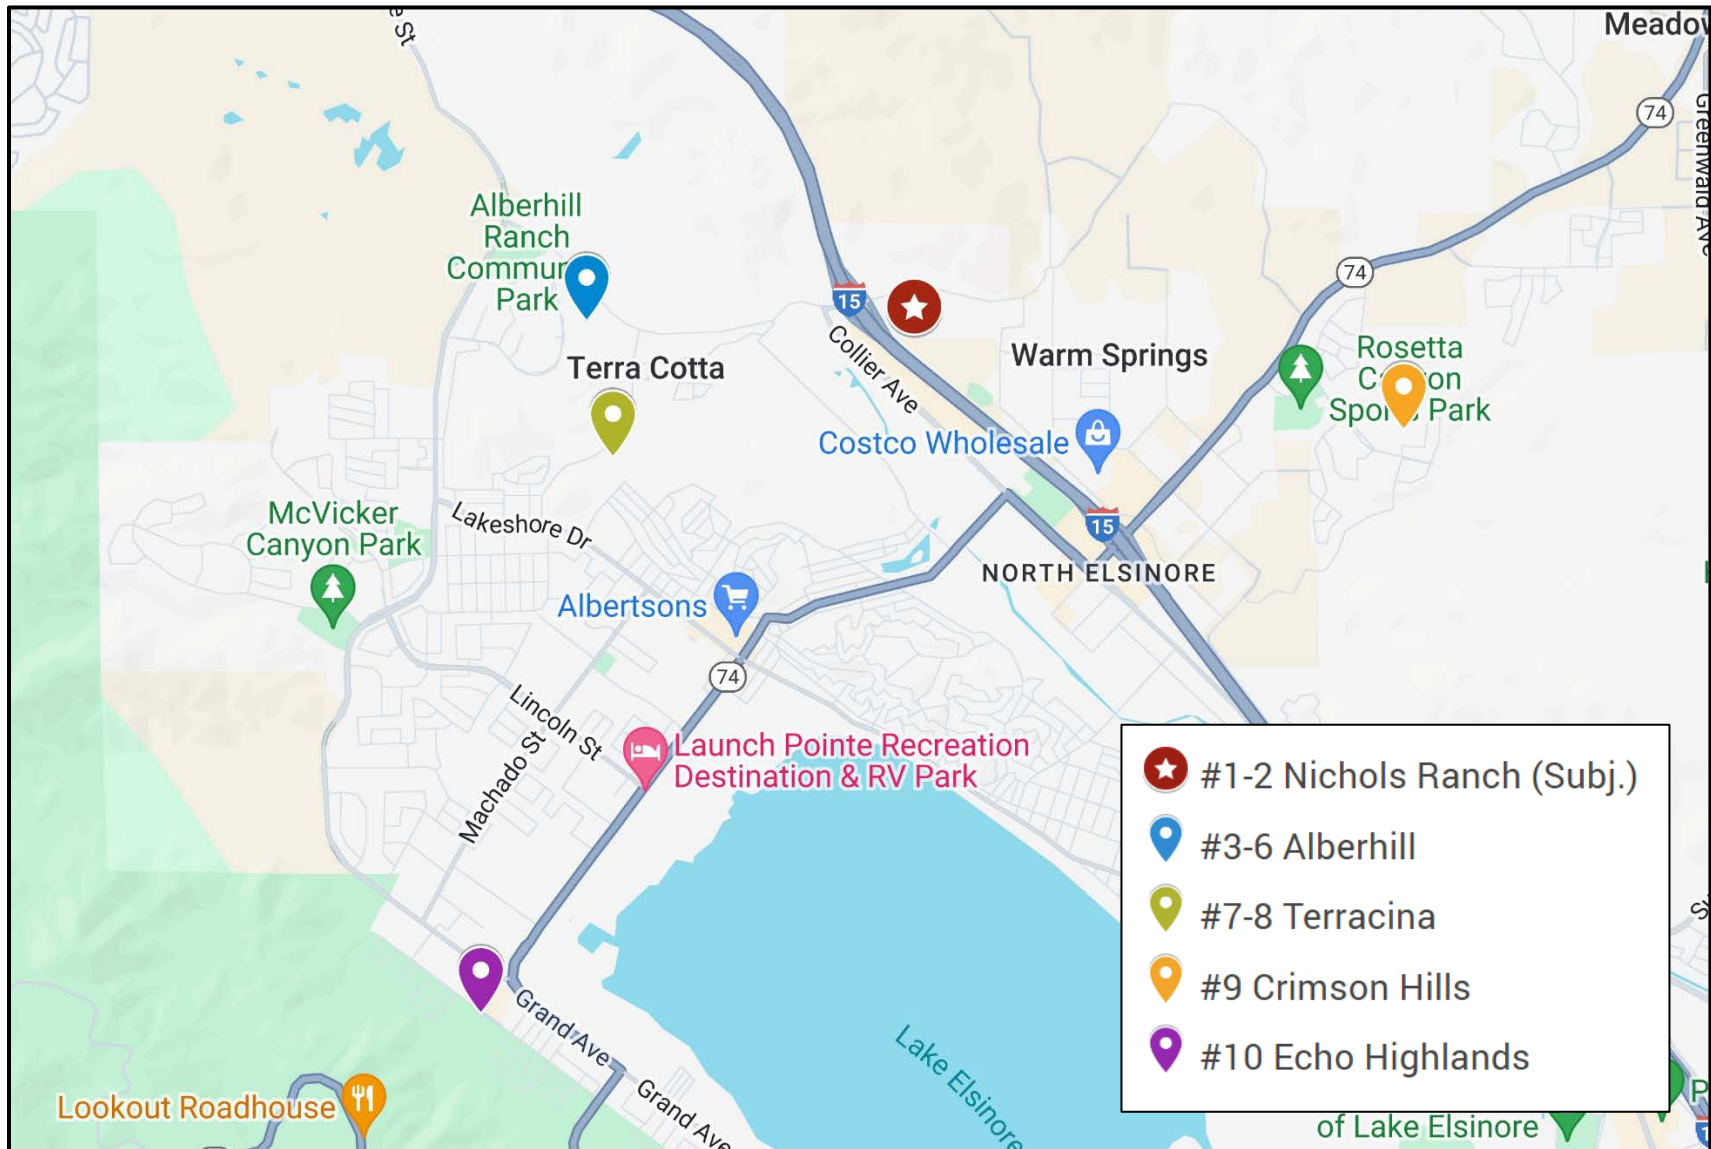 Meadow
e St
74
Greenwald Ave
Alberhill
Ranch
Commun
Park
74
15
Collier Ave
Warm Springs
Rosetta
Ca on
Spor s Park
Terra Cotta
Costco Wholesale
McVicker
Canyon Park
Lakeshore Dr
15
NORTH ELSINORE
Albertsons
74
Lincoln St
Machado St
Launch Pointe Recreation
Destination & RV Park
#1-2 Nichols Ranch (Subj.)
#3-6 Alberhill
#7-8 Terracina
#9 Crimson Hills
#10 Echo Highlands
Grand Ave
Grand Ave
Lake Elsinore
Lookout Roadhouse
of Lake Elsinore
P
1